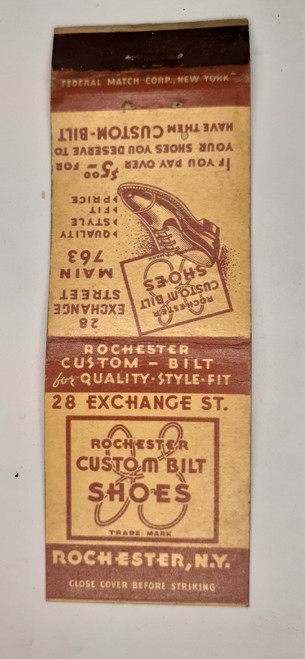 FEDERAL MATCH CORP., NEW YORK
IF YOU PAY OVER $5.00 FOR
YOUR SHOES YOU DESERVE TO
HAVE THEM CUSTOM-BILT
QUALITY
STYLE
FIT
PRICE
ROCHESTER
CUSTOM BILT
SHOES
28
EXCHANGE
STREET
MAIN
763
ROCHESTER
CUSTOM - BILT
for QUALITY·STYLE·FIT
28 EXCHANGE ST.
ROCHESTER
CUSTOM BILT
SHOES
TRADE MARK
ROCHESTER, N.Y.
CLOSE COVER BEFORE STRIKING